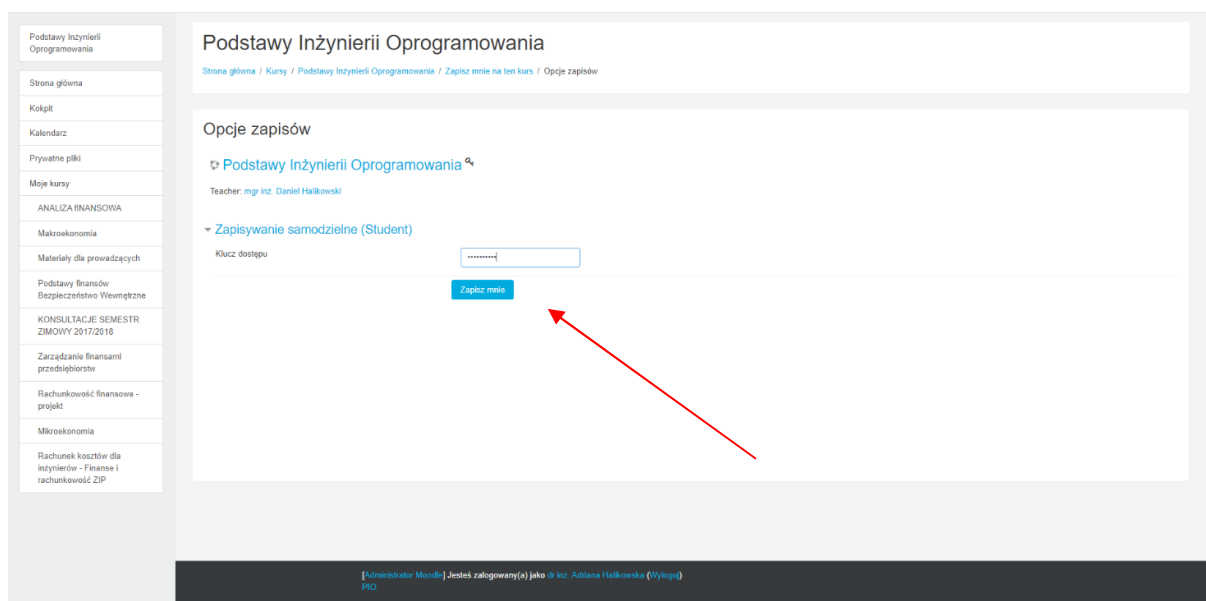 Podstawy Inżynierii
Oprogramowania
Strona główna
Kokpit
Kalendarz
Prywatne pliki
Moje kursy
ANALIZA FINANSOWA
Makroekonomia
Materiały dla prowadzących
Podstawy finansów
Bezpieczeństwo Wewnętrzne
KONSULTACJE SEMESTR
ZIMOWY 2017/2018
Zarządzanie finansami
przedsiębiorstw
Rachunkowość finansowa -
projekt
Mikroekonomia
Rachunek kosztów dla
inżynierów - Finanse i
rachunkowość ZIP
Podstawy Inżynierii Oprogramowania
Strona główna / Kursy / Podstawy Inżynierii Oprogramowania / Zapisz mnie na ten kurs / Opcje zapisów
Opcje zapisów
Podstawy Inżynierii Oprogramowania
Teacher: mgr inż. Daniel Halikowski
Zapisywanie samodzielne (Student)
Klucz dostępu
Zapisz mnie
[Administrator Moodle] Jesteś zalogowany(a) jako dr inż. Adriana Halikowska (Wyloguj)
PIO